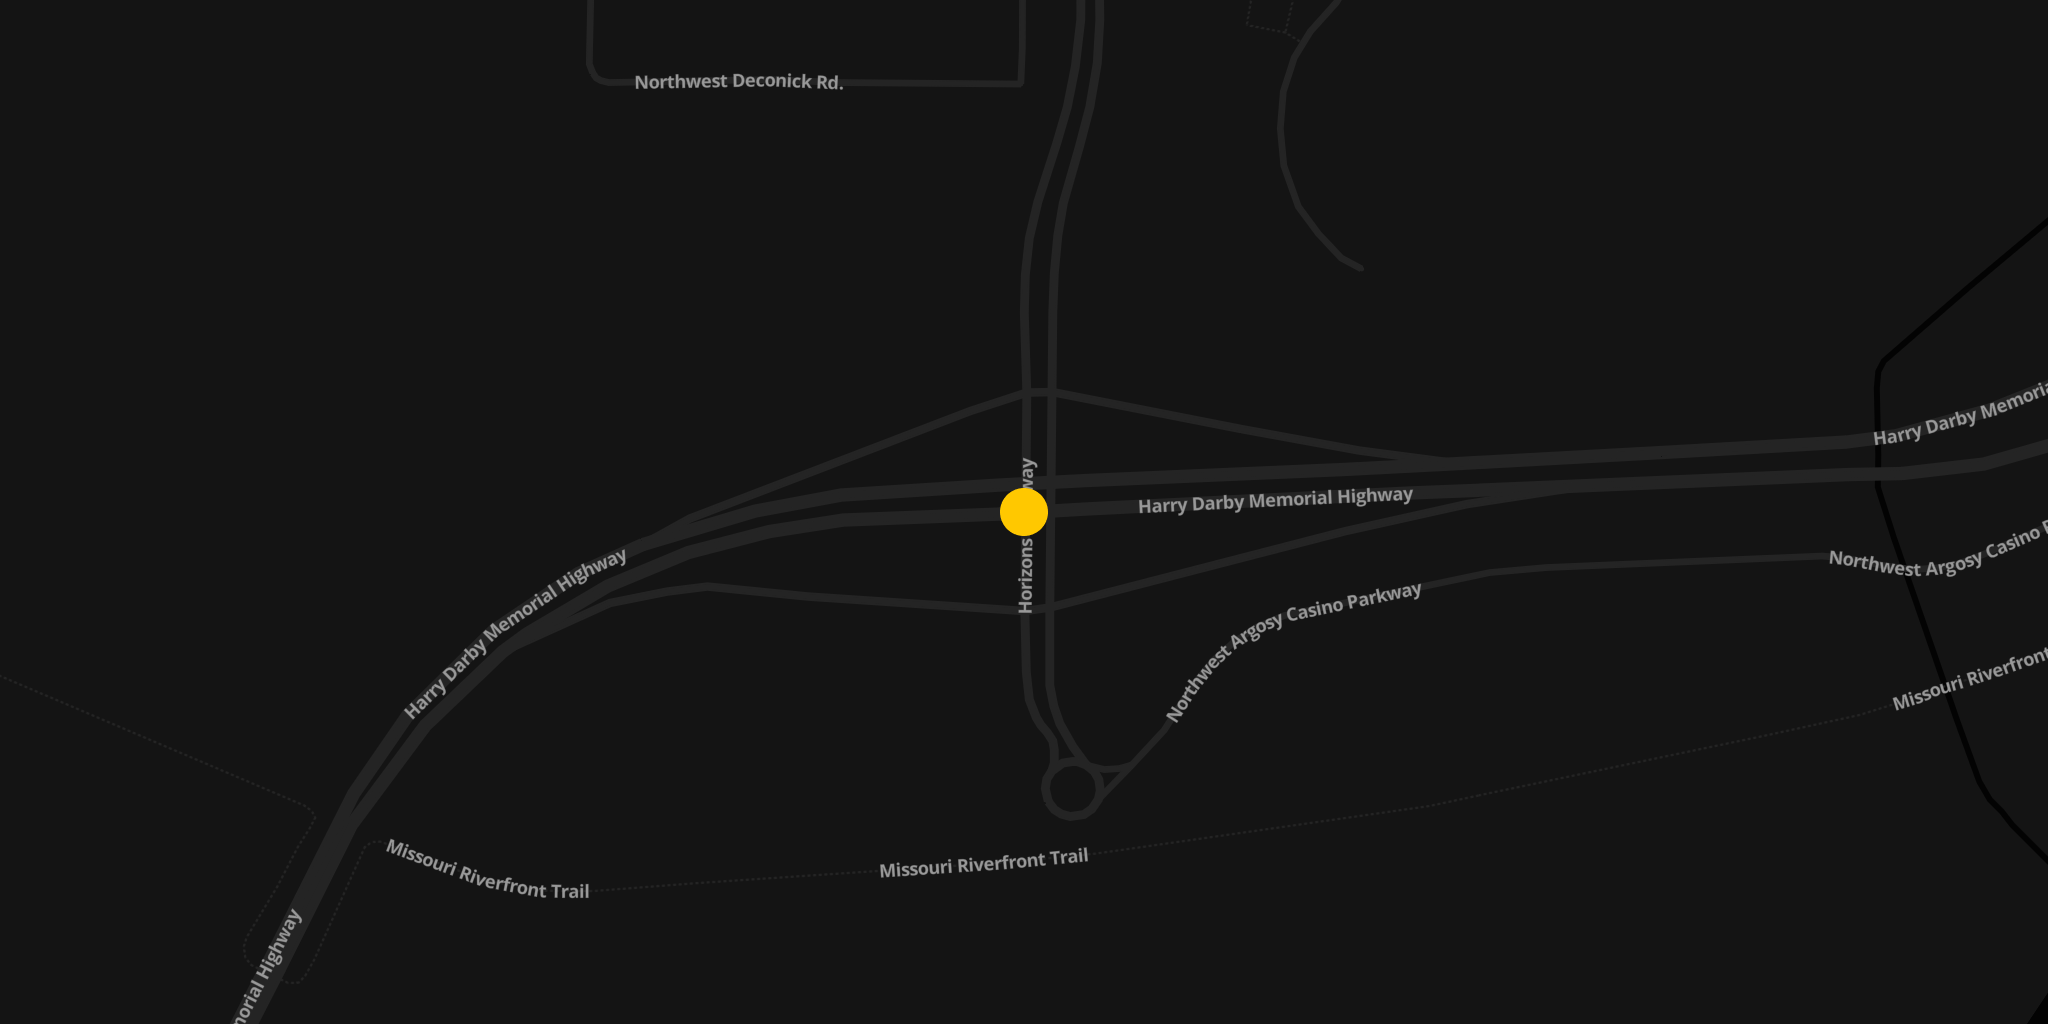 Northwest Deconick Rd.
Harry Darby Memoria
way
Harry Darby Memorial Highway
Horizons
Northwest Argosy Casino
Harry Darby Memorial Highway
Northwest Argosy Casino Parkway
Missouri Riverfront
Missouri Riverfront Trail
Missouri Riverfront Trail
morial Highway